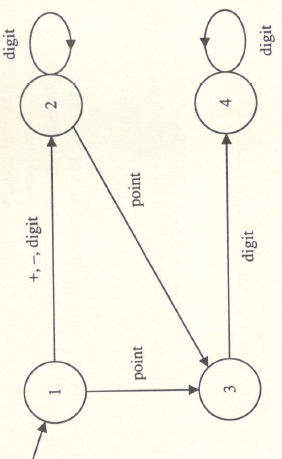 digit
digit
2
4
+, –, digit
point
digit
point
1
3